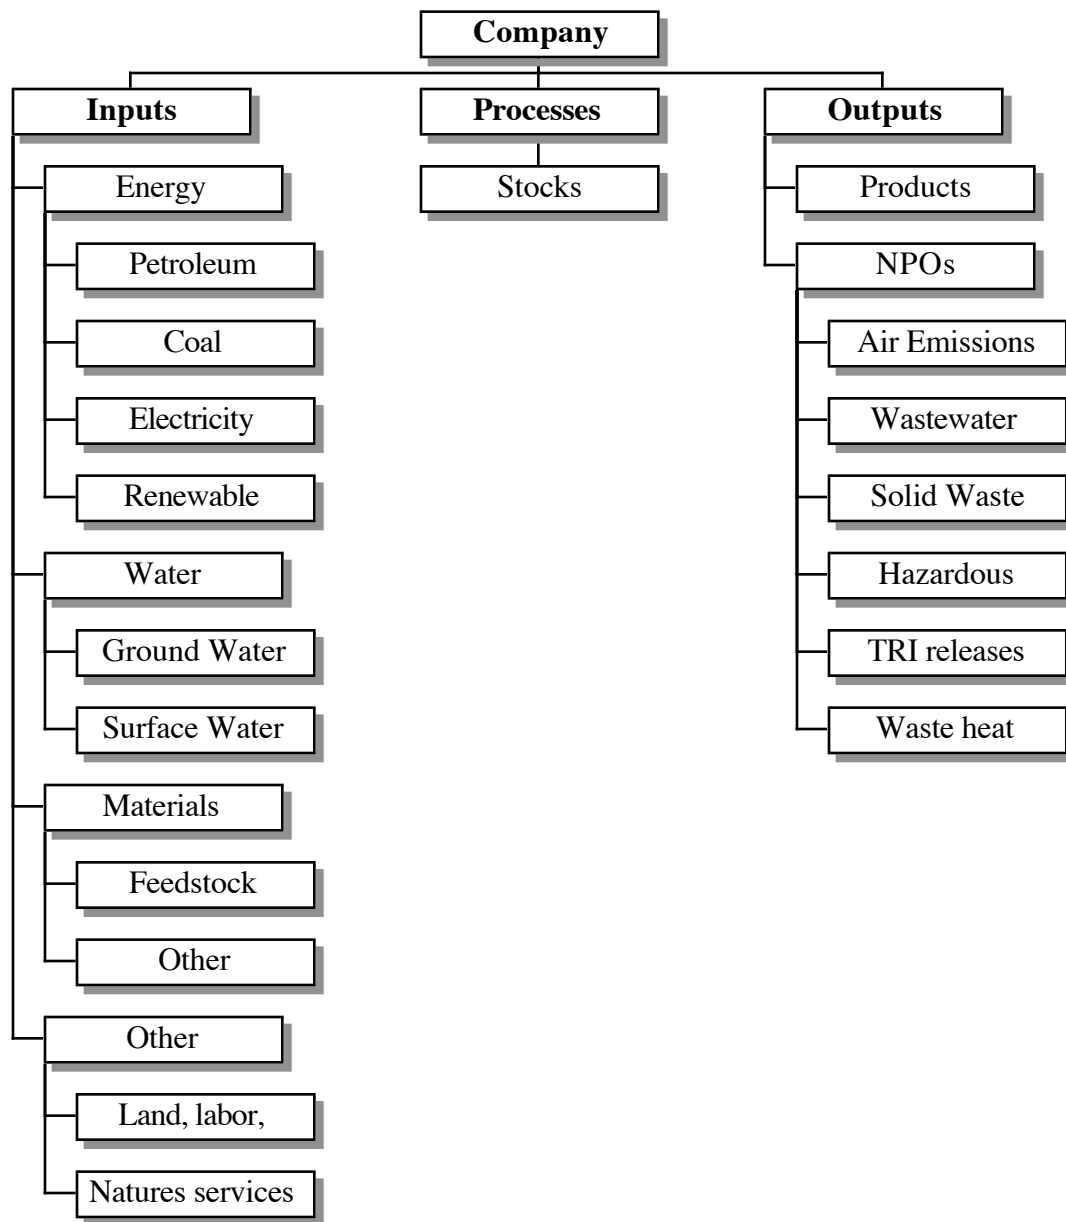 Company
Inputs
Energy
Petroleum
Coal
Electricity
Renewable
Water
Ground Water
Surface Water
Materials
Feedstock
Other
Other
Land, labor,
Natures services
Processes
Stocks
Outputs
Products
NPOs
Air Emissions
Wastewater
Solid Waste
Hazardous
TRI releases
Waste heat